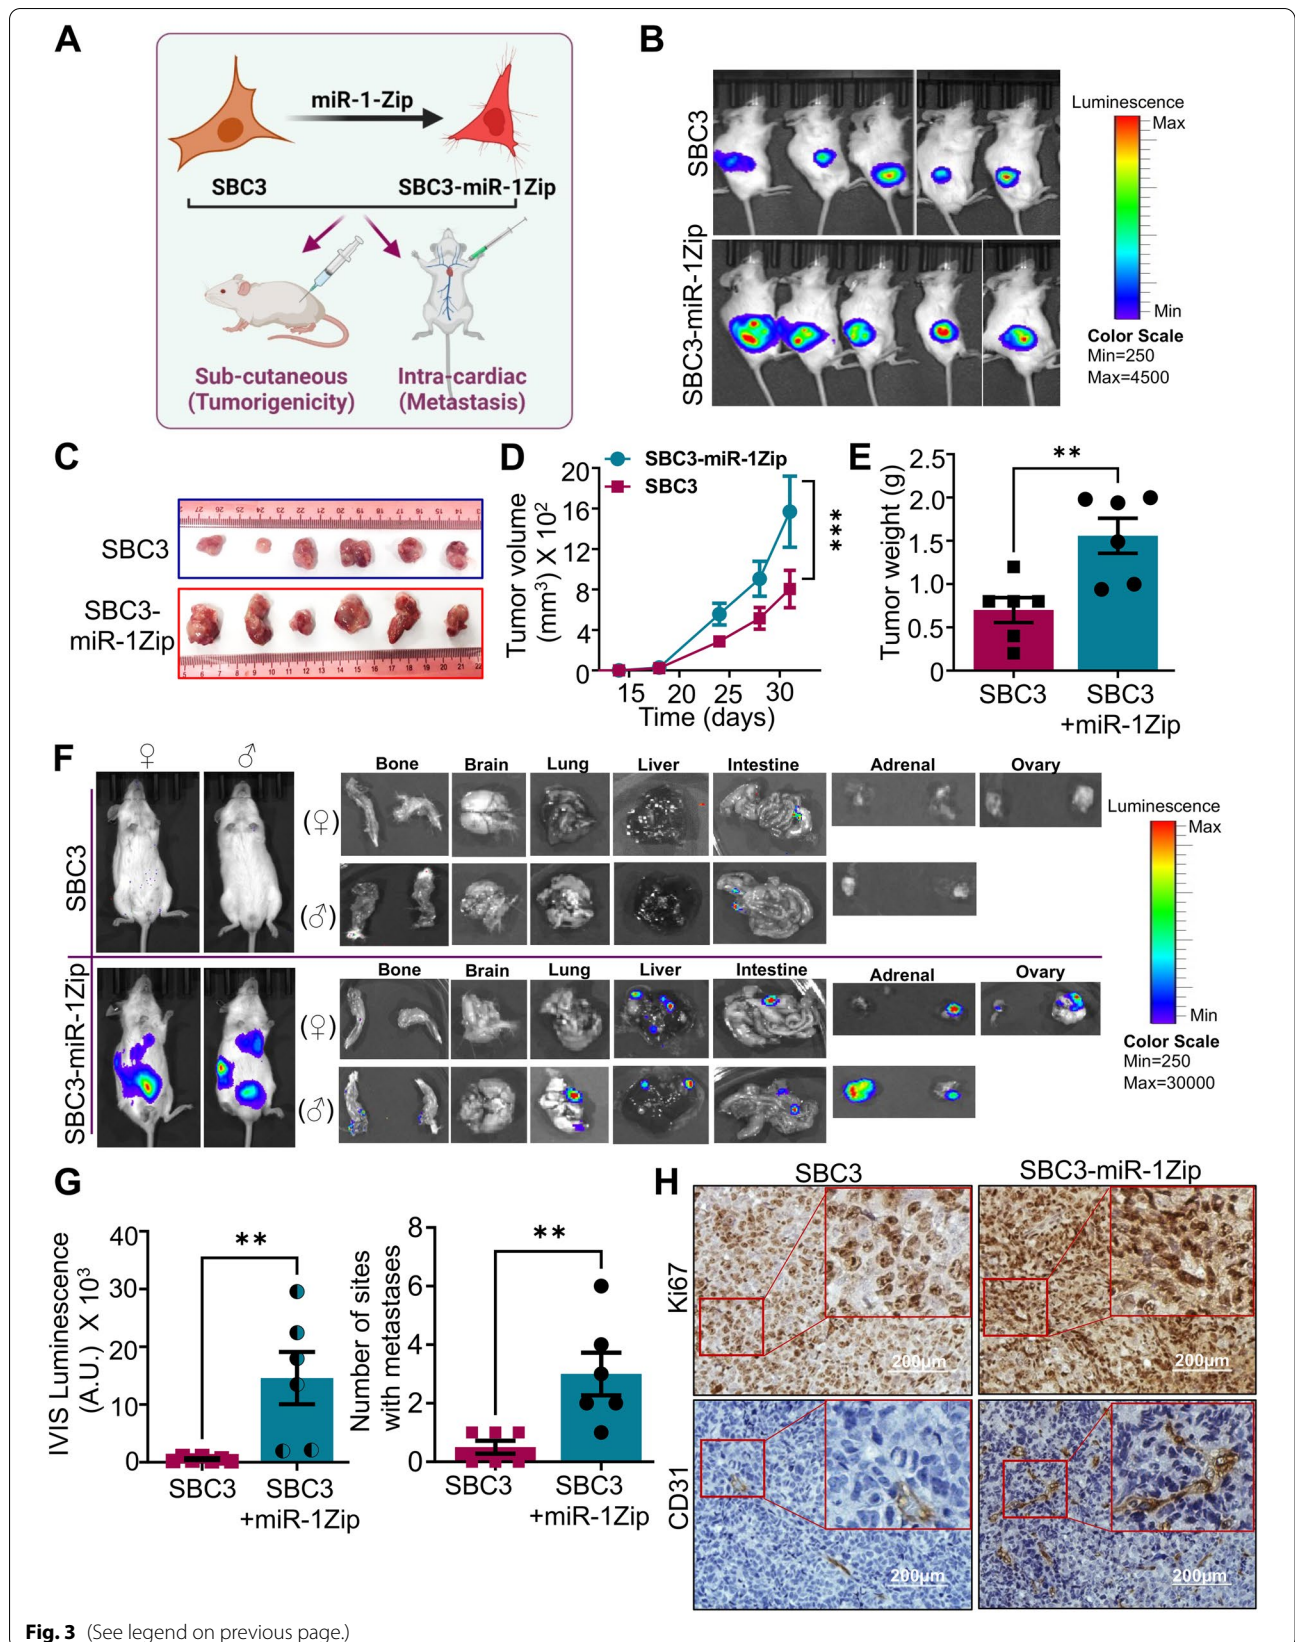 A
miR-1-Zip
SBC3
SBC3-miR-1Zip
Sub-cutaneous
(Tumorigenicity)
Intra-cardiac
(Metastasis)
B
SBC3
SBC3-miR-1Zip
Luminescence
Max
Min
Color Scale
Min=250
Max=4500
C
SBC3
SBC3-
miR-1Zip
D
SBC3-miR-1Zip
SBC3
Tumor volume
(mm³) X 10²
20
16
12
8
4
0
15 20 25 30
Time (days)
***
E
Tumor weight (g)
2.5
2.0
1.5
1.0
0.5
0
**
SBC3
SBC3
+miR-1Zip
F
♀ ♂
SBC3
Bone Brain Lung Liver Intestine Adrenal Ovary
(♀)
(♂)
SBC3-miR-1Zip
Bone Brain Lung Liver Intestine Adrenal Ovary
(♀)
(♂)
Luminescence
Max
Min
Color Scale
Min=250
Max=30000
G
IVIS Luminescence
(A.U.) X 10³
40
30
20
10
0
**
SBC3
SBC3
+miR-1Zip
Number of sites
with metastases
8
6
4
2
0
**
SBC3
SBC3
+miR-1Zip
H
SBC3
SBC3-miR-1Zip
Ki67
200µm
200µm
CD31
200µm
200µm
Fig. 3 (See legend on previous page.)